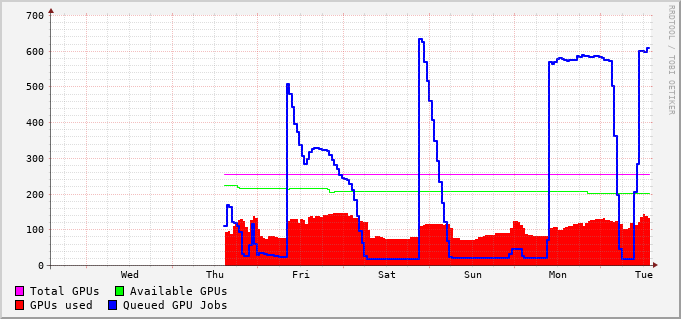 RRDTOOL / TOBI OETIKER
700
600
500
400
300
200
100
0
Wed Thu Fri Sat Sun Mon Tue
Total GPUs Available GPUs
GPUs used Queued GPU Jobs